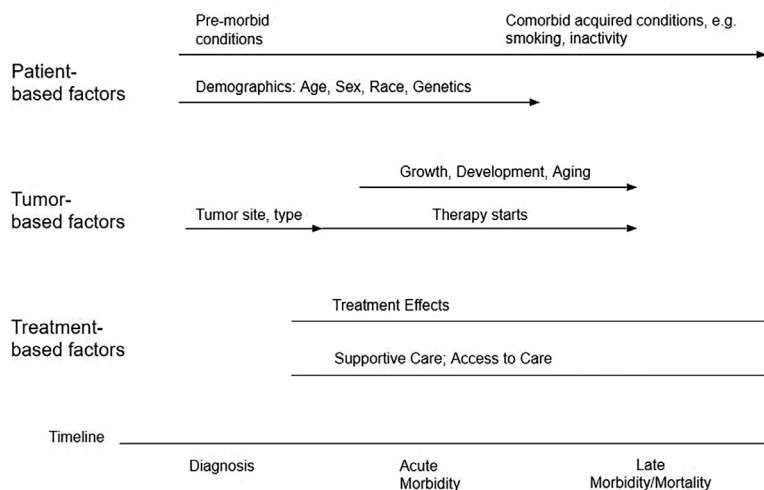 Pre-morbid
conditions
Comorbid acquired conditions, e.g.
smoking, inactivity
Patient-
based factors
Demographics: Age, Sex, Race, Genetics
Growth, Development, Aging
Tumor-
based factors
Tumor site, type
Therapy starts
Treatment Effects
Treatment-
based factors
Supportive Care; Access to Care
Timeline
Diagnosis
Acute
Morbidity
Late
Morbidity/Mortality